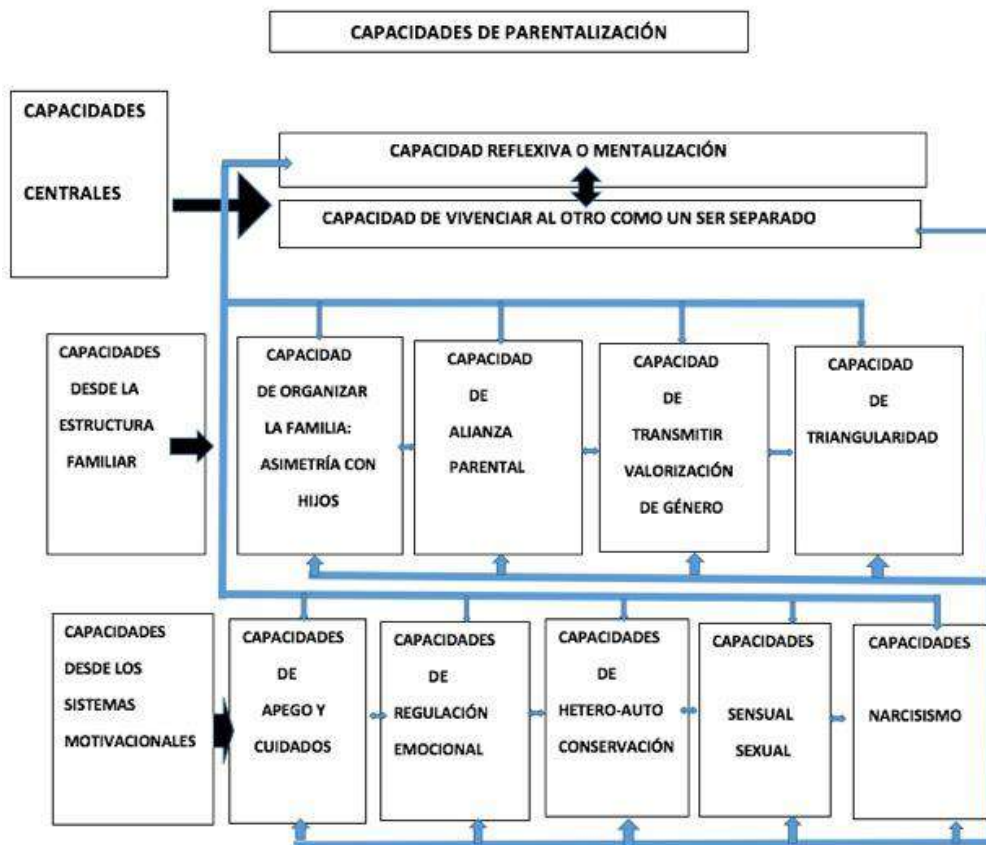 CAPACIDADES DE PARENTALIZACIÓN
CAPACIDADES
CENTRALES
CAPACIDAD REFLEXIVA O MENTALIZACIÓN
CAPACIDAD DE VIVENCIAR AL OTRO COMO UN SER SEPARADO
CAPACIDADES
DESDE LA
ESTRUCTURA
FAMILIAR
CAPACIDAD
DE ORGANIZAR
LA FAMILIA:
ASIMETRÍA CON
HIJOS
CAPACIDAD
DE
ALIANZA
PARENTAL
CAPACIDAD
DE
TRANSMITIR
VALORIZACIÓN
DE GÉNERO
CAPACIDAD
DE
TRIANGULARIDAD
CAPACIDADES
DESDE LOS
SISTEMAS
MOTIVACIONALES
CAPACIDADES
DE
APEGO Y
CUIDADOS
CAPACIDADES
DE
REGULACIÓN
EMOCIONAL
CAPACIDADES
DE
HETERO-AUTO
CONSERVACIÓN
CAPACIDADES
SENSUAL
SEXUAL
CAPACIDADES
NARCISISMO